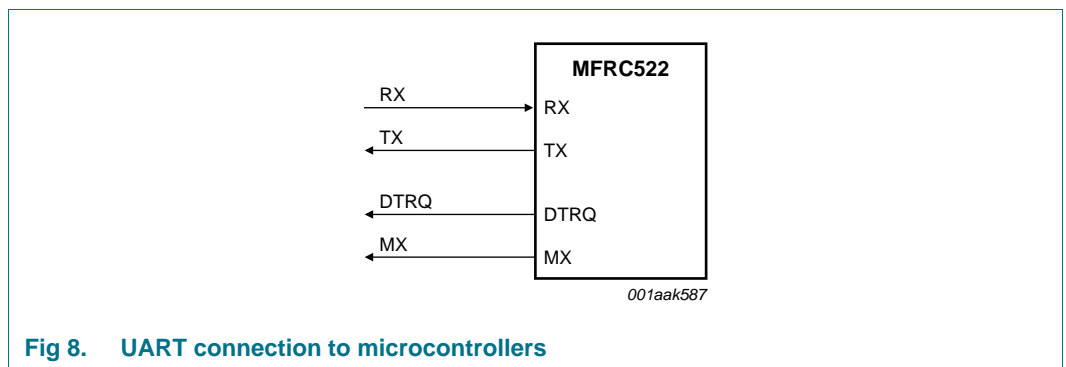 MFRC522
RX
RX
TX
TX
DTRQ
DTRQ
MX
MX
001aak587
Fig 8. UART connection to microcontrollers